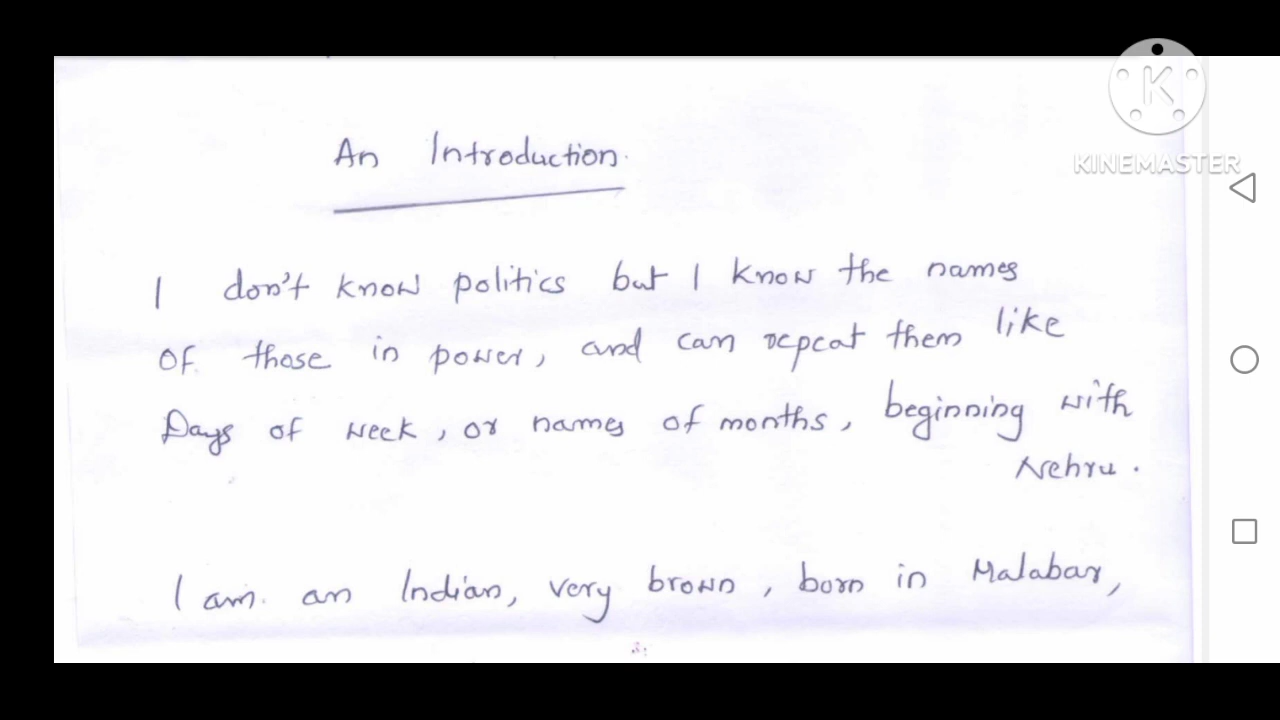 An Introduction
I don't know politics but I know the names
of those in power, and can repeat them like
Days of week, or names of months, beginning with
Nehru.
I am an Indian, very brown, born in Malabar,
K
KINEMASTER